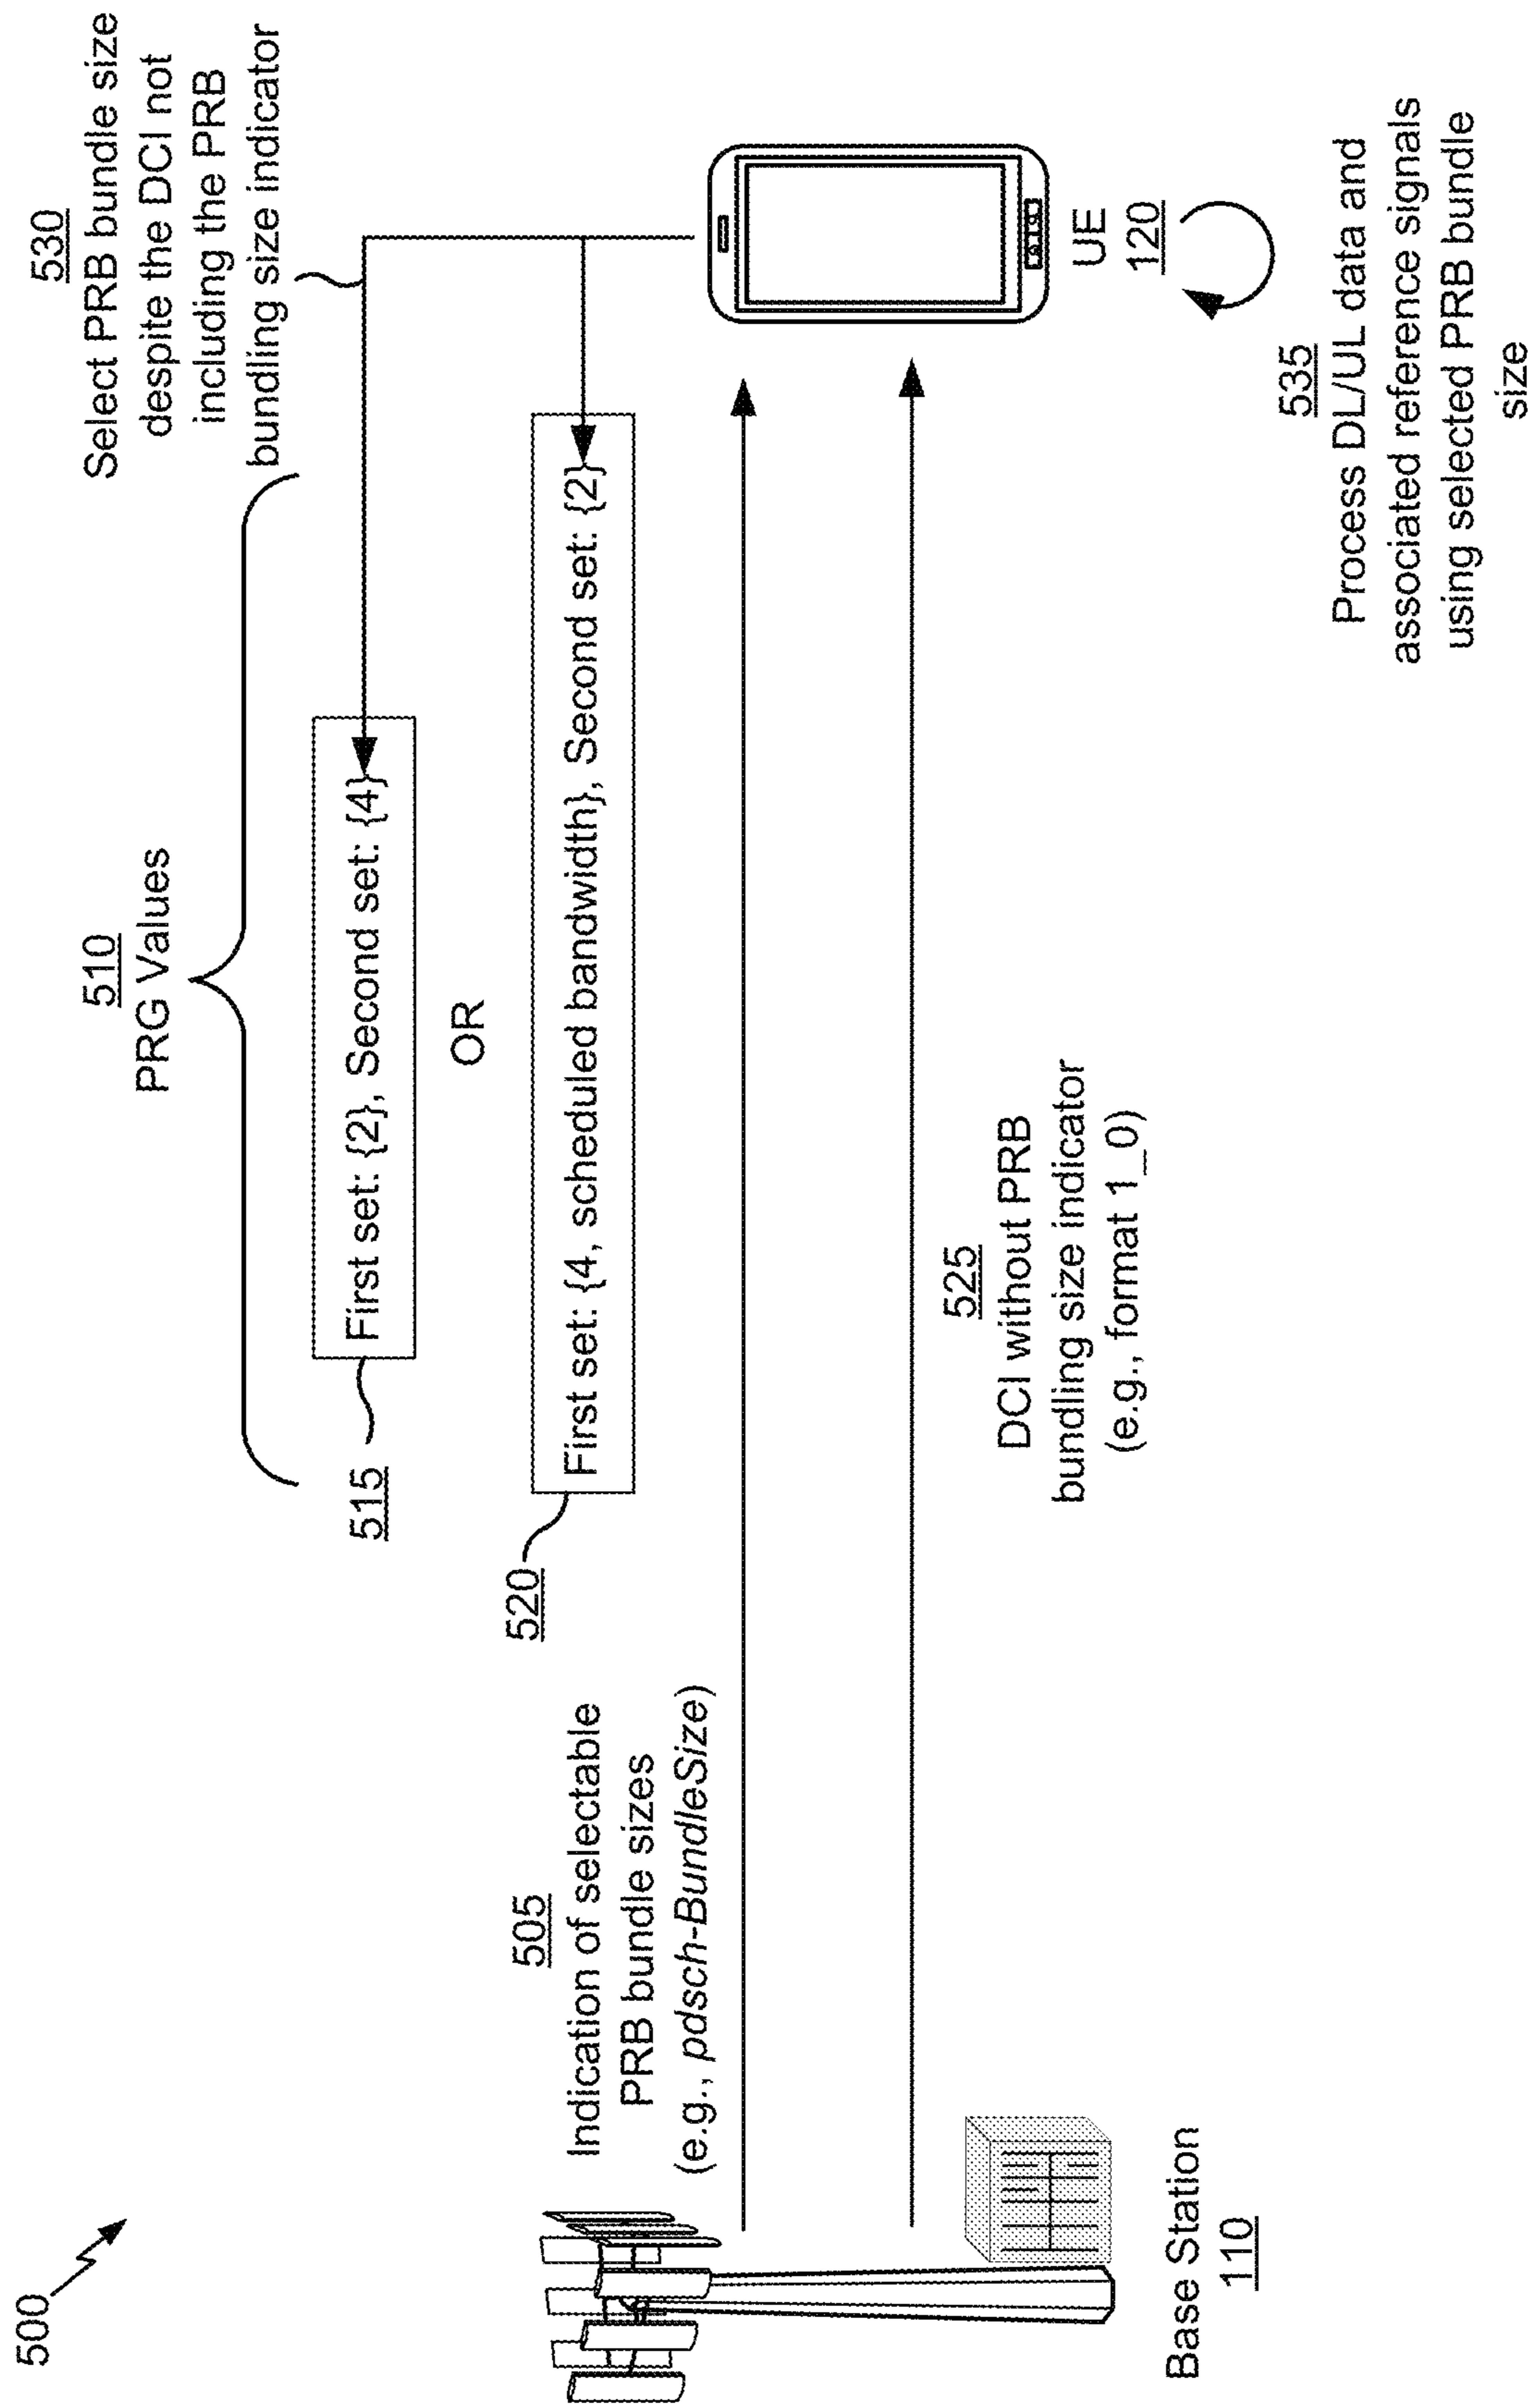 500
505
Indication of selectable
PRB bundle sizes
(e.g., pdsch-BundleSize)
510
PRG Values
515
First set: {2}, Second set: {4}
OR
520
First set: {4, scheduled bandwidth}, Second set: {2}
530
Select PRB bundle size
despite the DCI not
including the PRB
bundling size indicator
525
DCI without PRB
bundling size indicator
(e.g., format 1_0)
Base Station
110
UE
120
535
Process DL/UL data and
associated reference signals
using selected PRB bundle
size